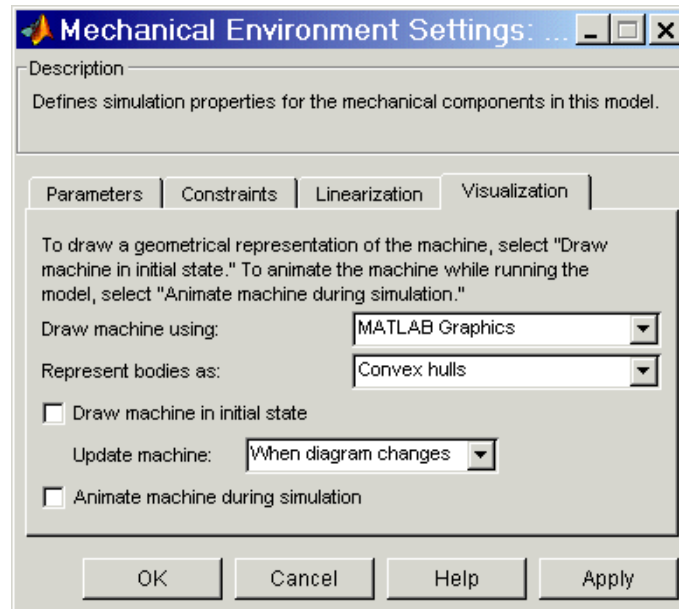 Mechanical Environment Settings: ...
Description
Defines simulation properties for the mechanical components in this model.
Parameters Constraints Linearization Visualization
To draw a geometrical representation of the machine, select "Draw
machine in initial state." To animate the machine while running the
model, select "Animate machine during simulation."
Draw machine using: MATLAB Graphics
Represent bodies as: Convex hulls
Draw machine in initial state
Update machine: When diagram changes
Animate machine during simulation
OK Cancel Help Apply